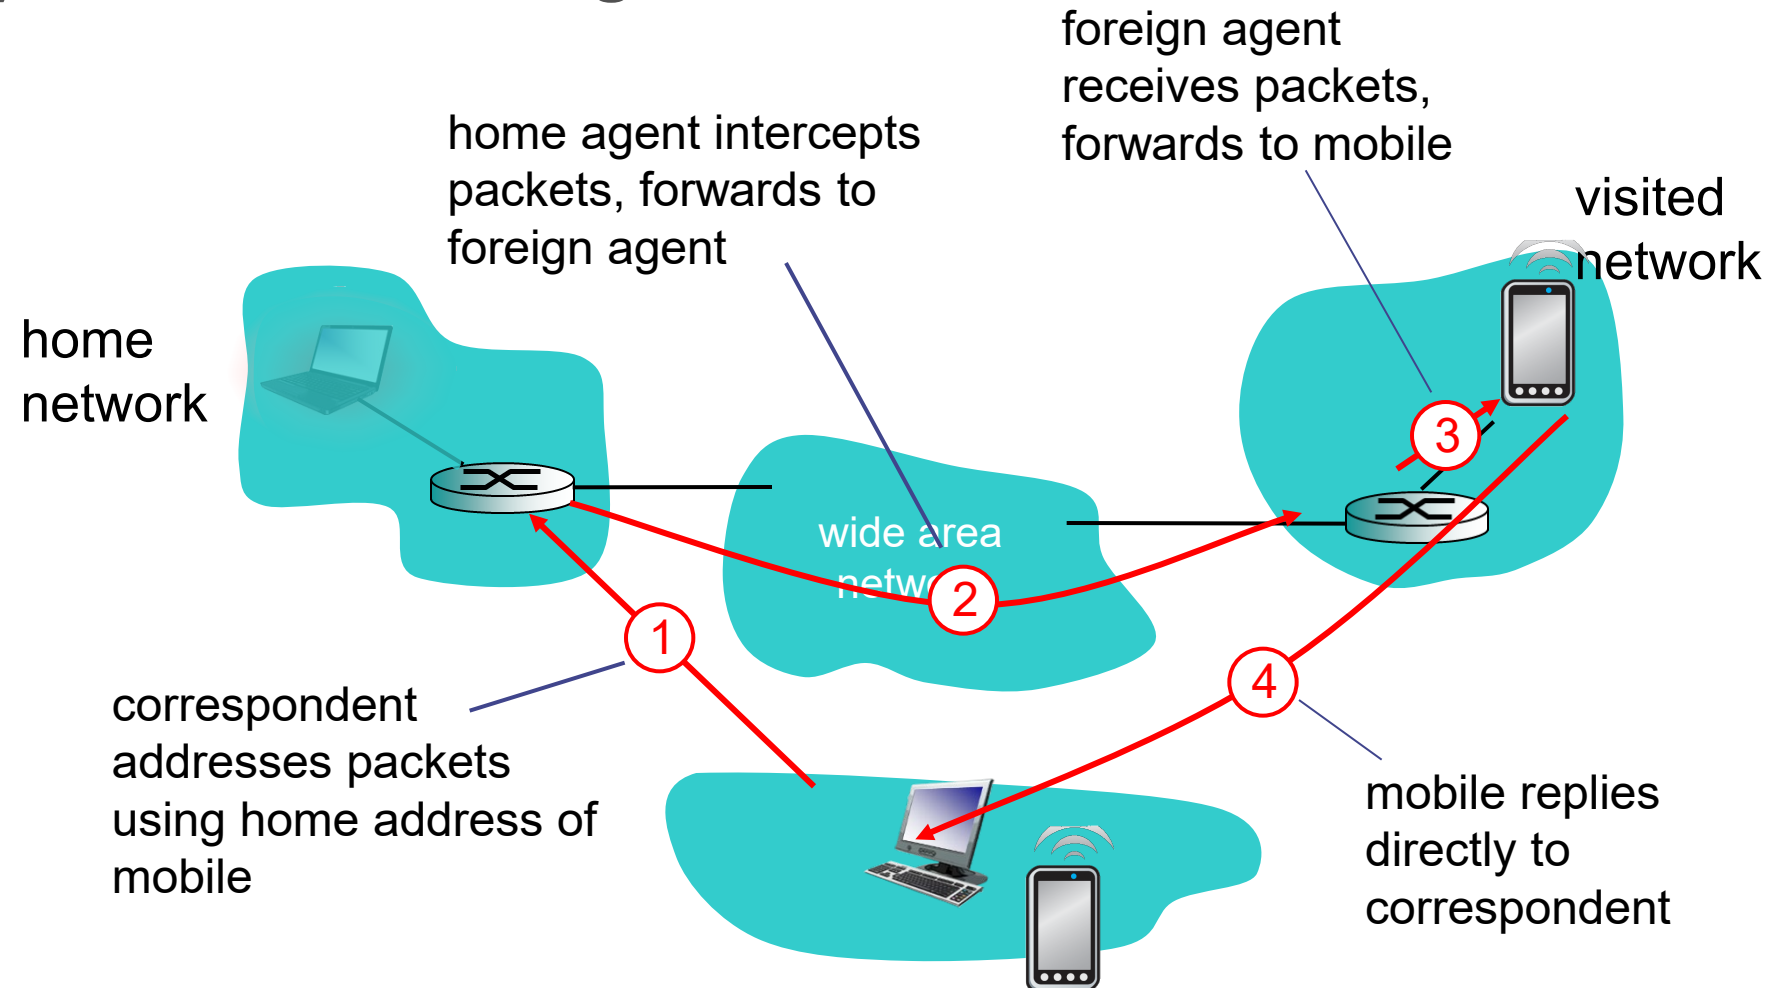 foreign agent
receives packets,
forwards to mobile
home agent intercepts
packets, forwards to
foreign agent
visited
network
home
network
3
wide area
network
2
1
4
correspondent
addresses packets
using home address of
mobile
mobile replies
directly to
correspondent